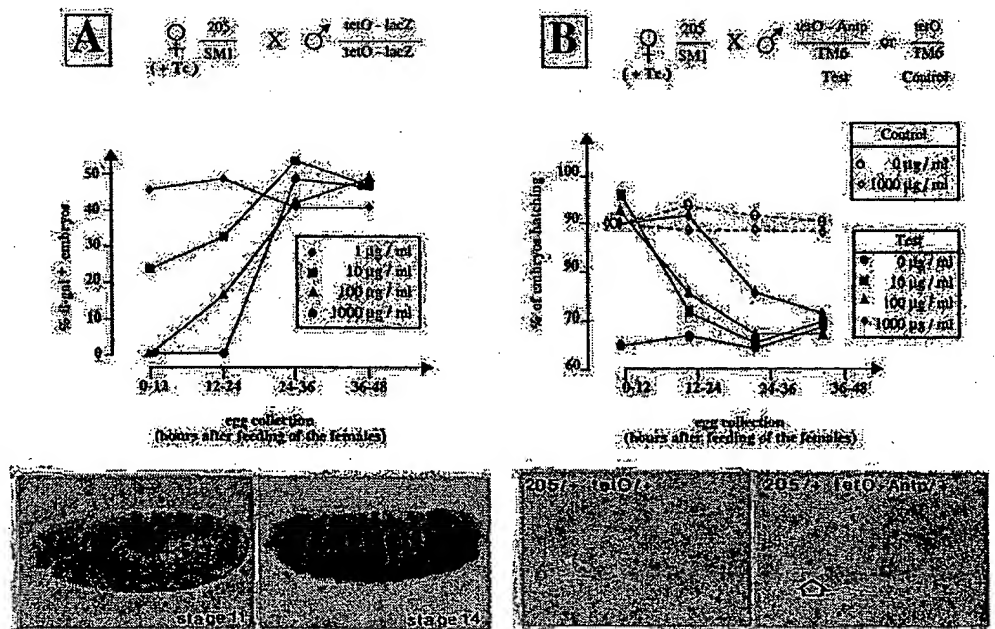 A
205
SM1
(+ Tc)
X
tetO - lacZ
tetO - lacZ
% β-gal + embryos
50
40
30
20
10
0
1 µg / ml
10 µg / ml
100 µg / ml
1000 µg / ml
0-12 12-24 24-36 36-48
egg collection
(hours after feeding of the females)
stage 11
stage 14
B
205
SM1
(+ Tc)
X
tetO - Antp or tetO
TM6 TM6
Test Control
% of embryos hatching
100
90
80
70
60
Control
0 µg / ml
1000 µg / ml
Test
0 µg / ml
10 µg / ml
100 µg / ml
1000 µg / ml
0-12 12-24 24-36 36-48
egg collection
(hours after feeding of the females)
205/+ tetO/+
205/+ tetO-Antp/+